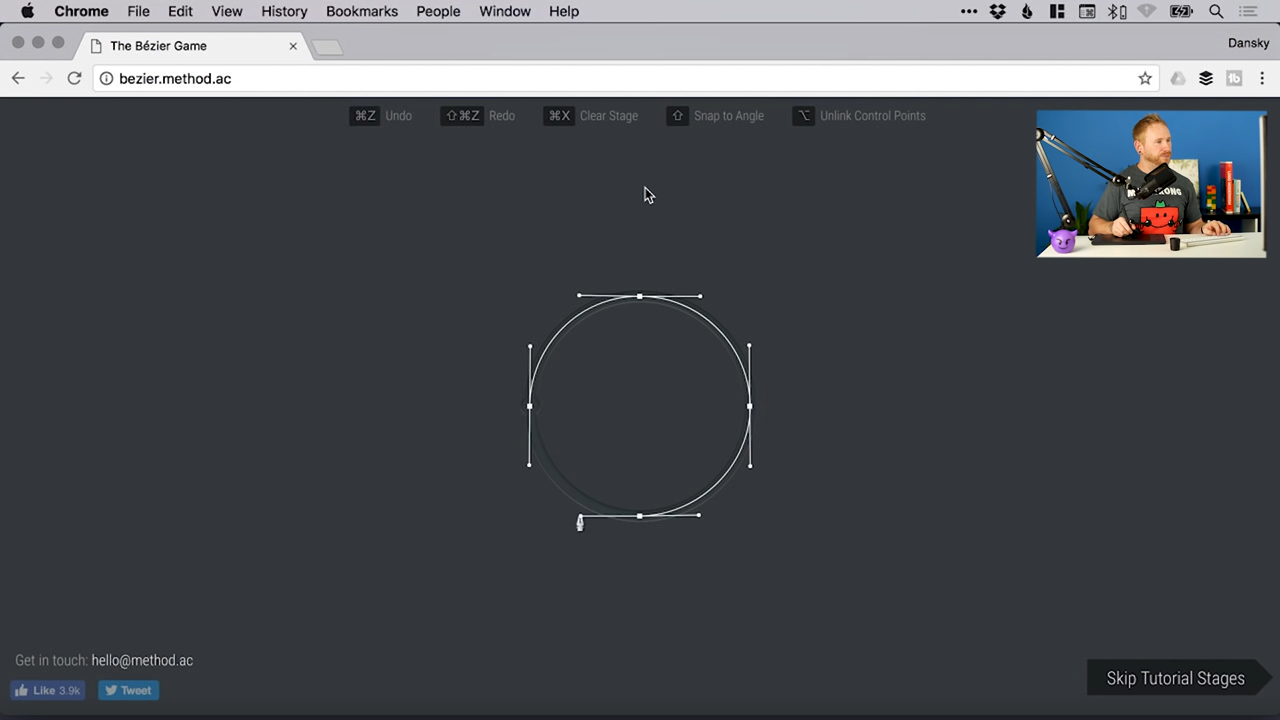 Chrome File Edit View History Bookmarks People Window Help
The Bézier Game
Dansky
bezier.method.ac
⌘Z Undo ⇧⌘Z Redo ⌘X Clear Stage ⇧ Snap to Angle ⌥ Unlink Control Points
Get in touch: hello@method.ac
Like 3.9k Tweet
Skip Tutorial Stages